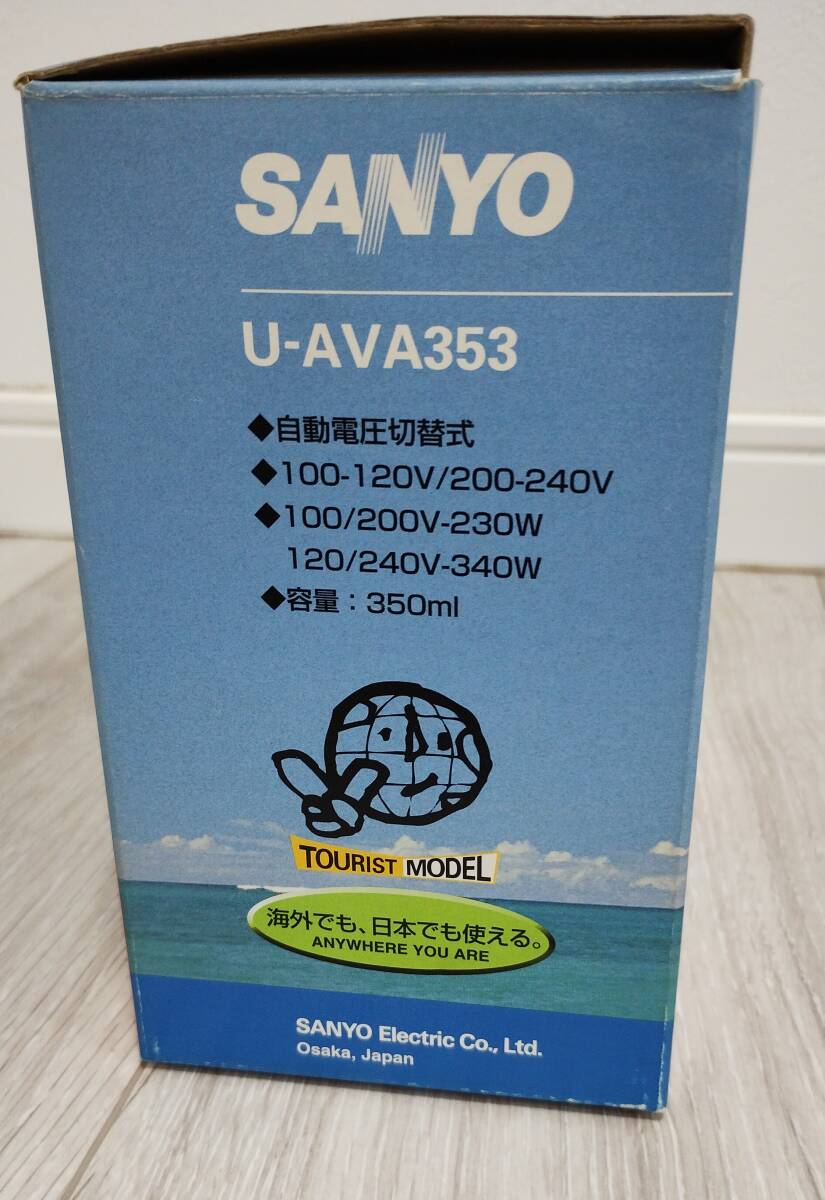 SANYO
U-AVA353
◆自動電圧切替式
◆100-120V/200-240V
◆100/200V-230W
120/240V-340W
◆容量：350ml
TOURIST MODEL
海外でも、日本でも使える。
ANYWHERE YOU ARE
SANYO Electric Co., Ltd.
Osaka, Japan